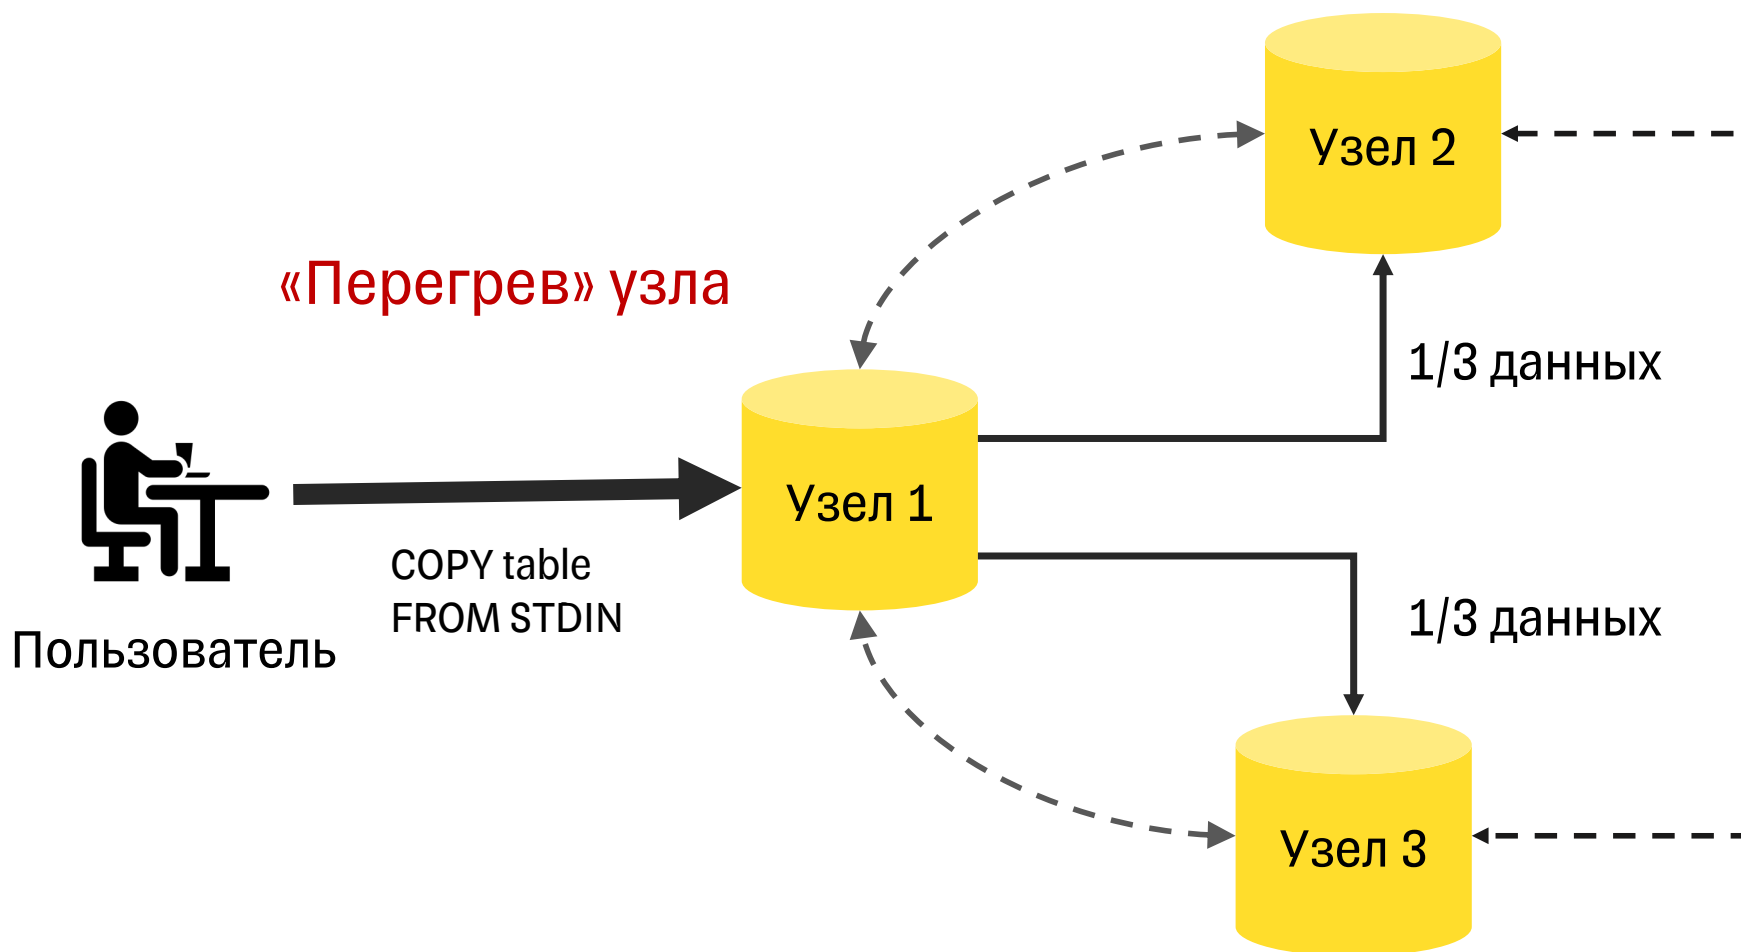 Узел 2
«Перегрев» узла
1/3 данных
Узел 1
COPY table
FROM STDIN
1/3 данных
Пользователь
Узел 3